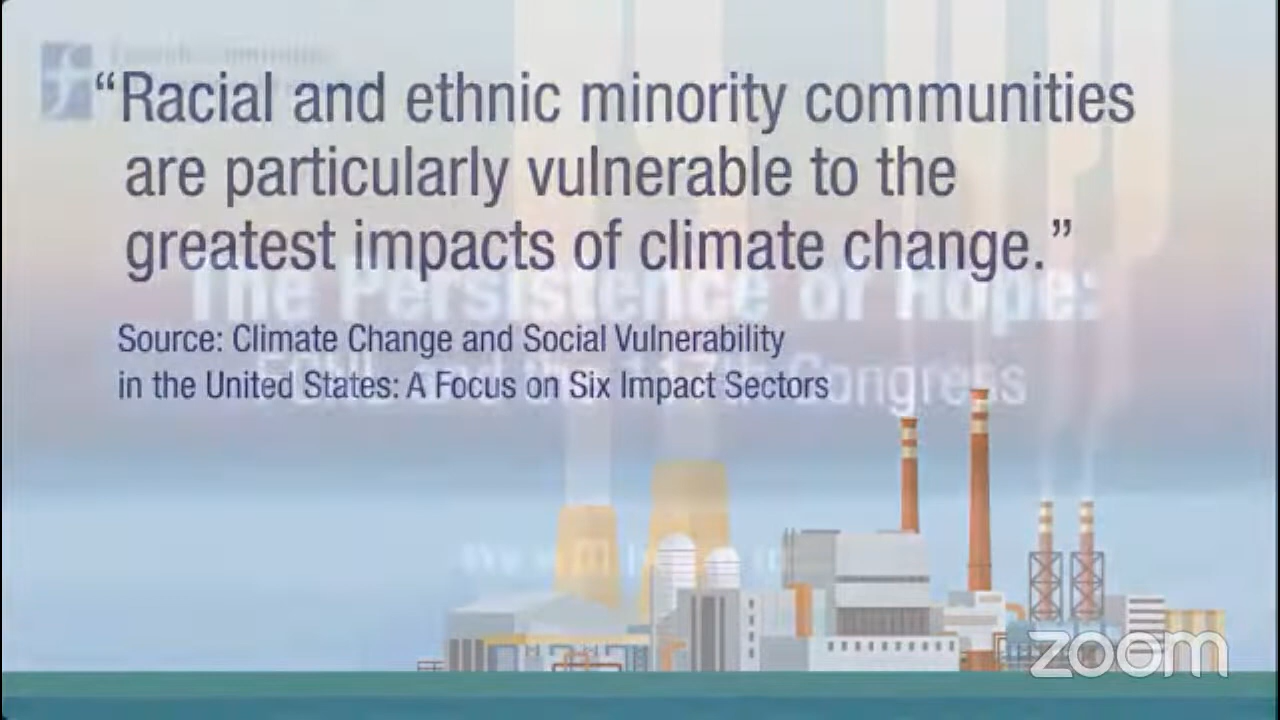 “Racial and ethnic minority communities
are particularly vulnerable to the
greatest impacts of climate change.”
The Persistence of Hope:
Source: Climate Change and Social Vulnerability
Congress
in the United States: A Focus on Six Impact Sectors
zoom